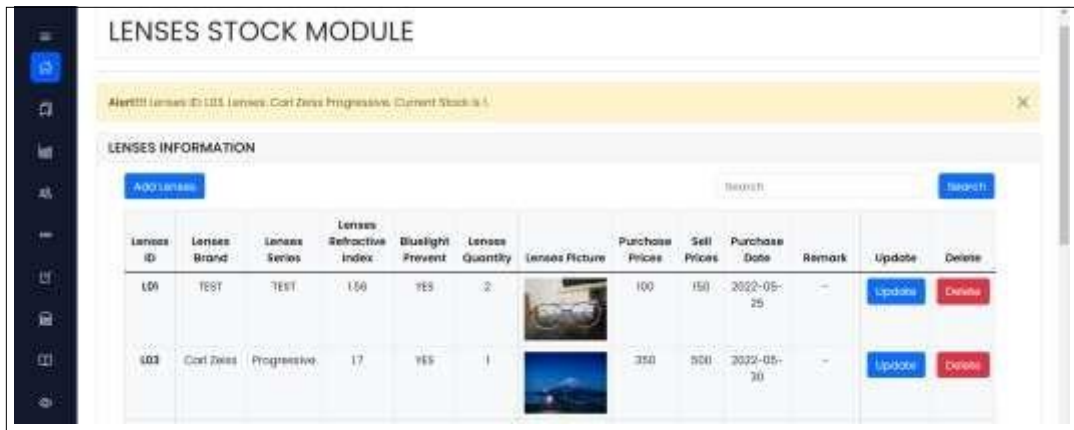 LENSES STOCK MODULE
Alert!!! Lenses ID: L03, Lenses: Carl Zeiss Progressive, Current Stock is 1.
LENSES INFORMATION
Add Lenses
Search
Search
Lenses ID Lenses Brand Lenses Series Lenses Refractive Index Bluelight Prevent Lenses Quantity Lenses Picture Purchase Prices Sell Prices Purchase Date Remark Update Delete
L01 TEST TEST 1.56 YES 2 100 150 2022-05-25 - Update Delete
L03 Carl Zeiss Progressive 1.7 YES 1 350 500 2022-05-30 - Update Delete